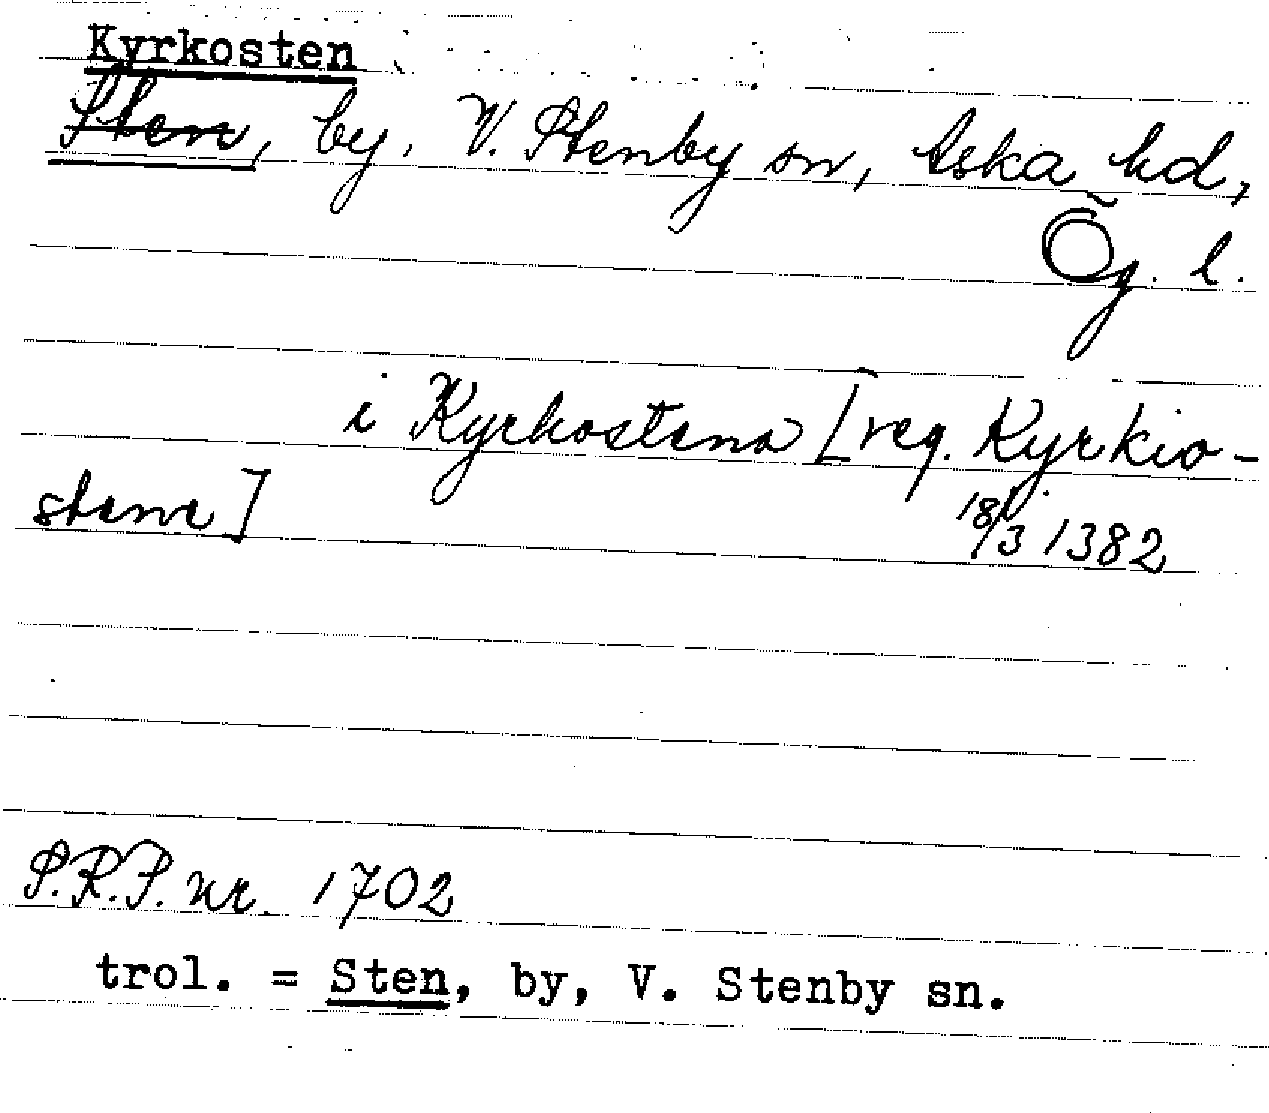 Kyrkosten
Sten, by, V. Stenby sn, Aska hd,
Ög. l.
i Kyrkostena [reg. Kyrkio-
stene]
18/3 1382
S.R.P. nr. 1702
trol. = Sten, by, V. Stenby sn.